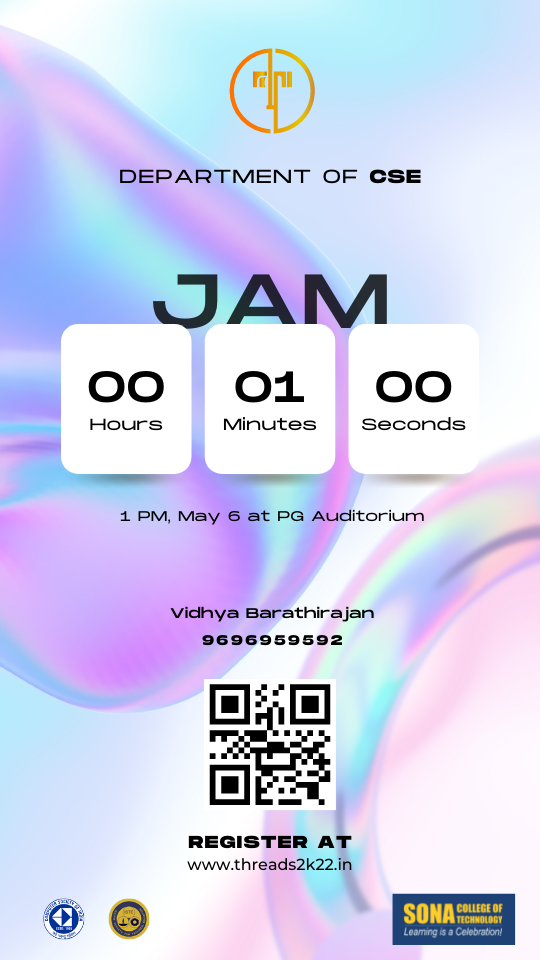 DEPARTMENT OF CSE
JAM
00 01 00
Hours Minutes Seconds
1 PM, May 6 at PG Auditorium
Vidhya Barathirajan
9696959592
REGISTER AT
www.threads2k22.in
SONA COLLEGE OF TECHNOLOGY
Learning is a Celebration!